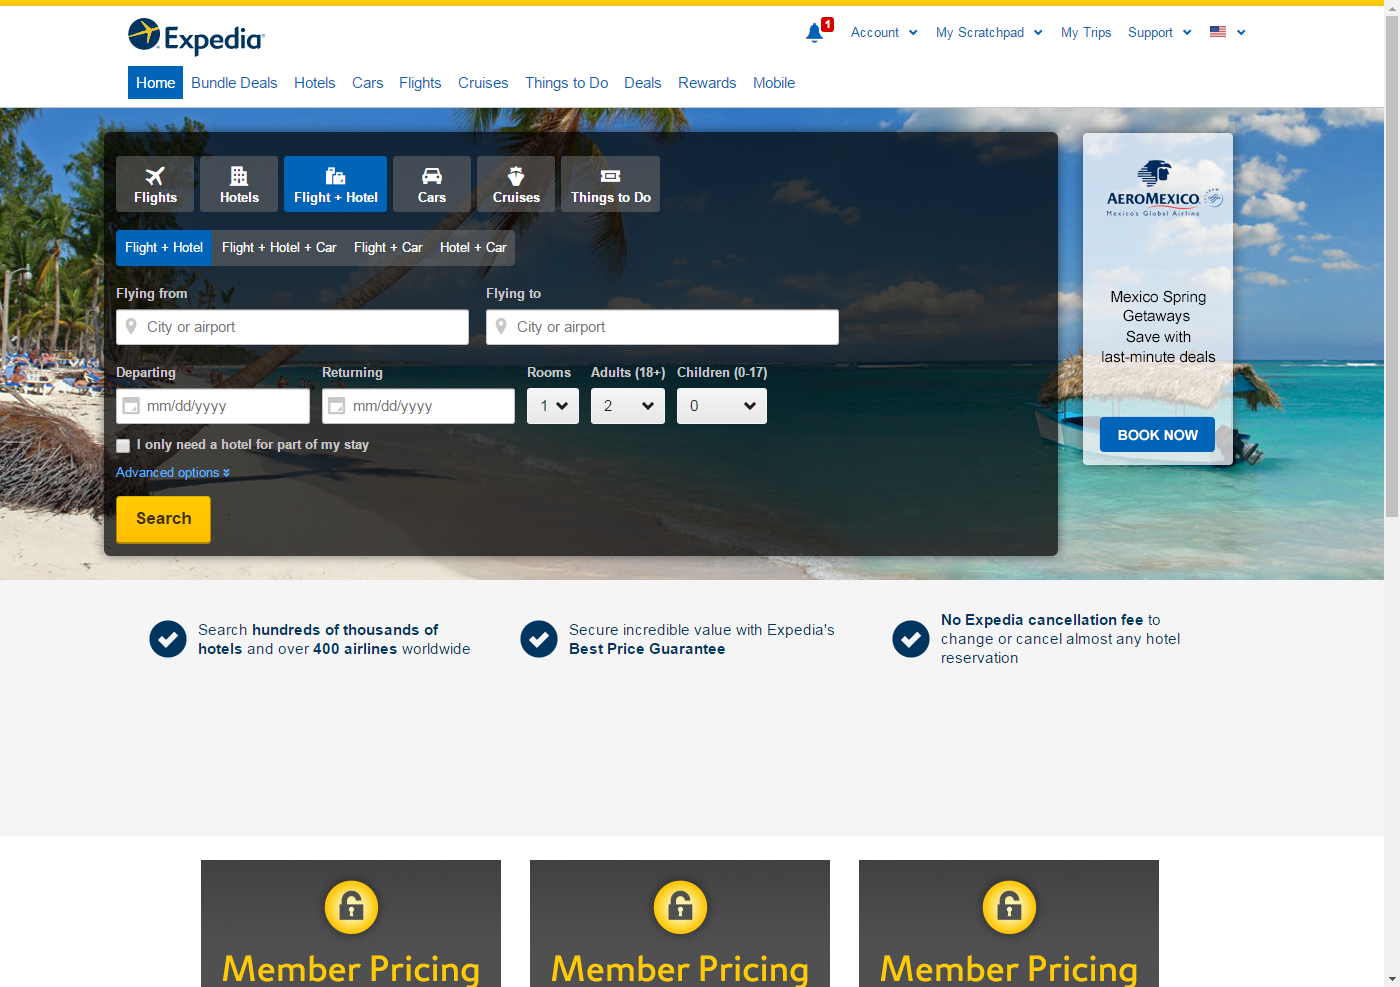 Expedia
1
Account
My Scratchpad
My Trips
Support
Home
Bundle Deals
Hotels
Cars
Flights
Cruises
Things to Do
Deals
Rewards
Mobile
Flights
Hotels
Flight + Hotel
Cars
Cruises
Things to Do
Flight + Hotel
Flight + Hotel + Car
Flight + Car
Hotel + Car
Flying from
Flying to
City or airport
City or airport
Departing
Returning
Rooms
Adults (18+)
Children (0-17)
mm/dd/yyyy
mm/dd/yyyy
1
2
0
I only need a hotel for part of my stay
Advanced options
Search
AEROMEXICO
Mexico's Global Airline
Mexico Spring
Getaways
Save with
last-minute deals
BOOK NOW
Search hundreds of thousands of
hotels and over 400 airlines worldwide
Secure incredible value with Expedia's
Best Price Guarantee
No Expedia cancellation fee to
change or cancel almost any hotel
reservation
Member Pricing
Member Pricing
Member Pricing